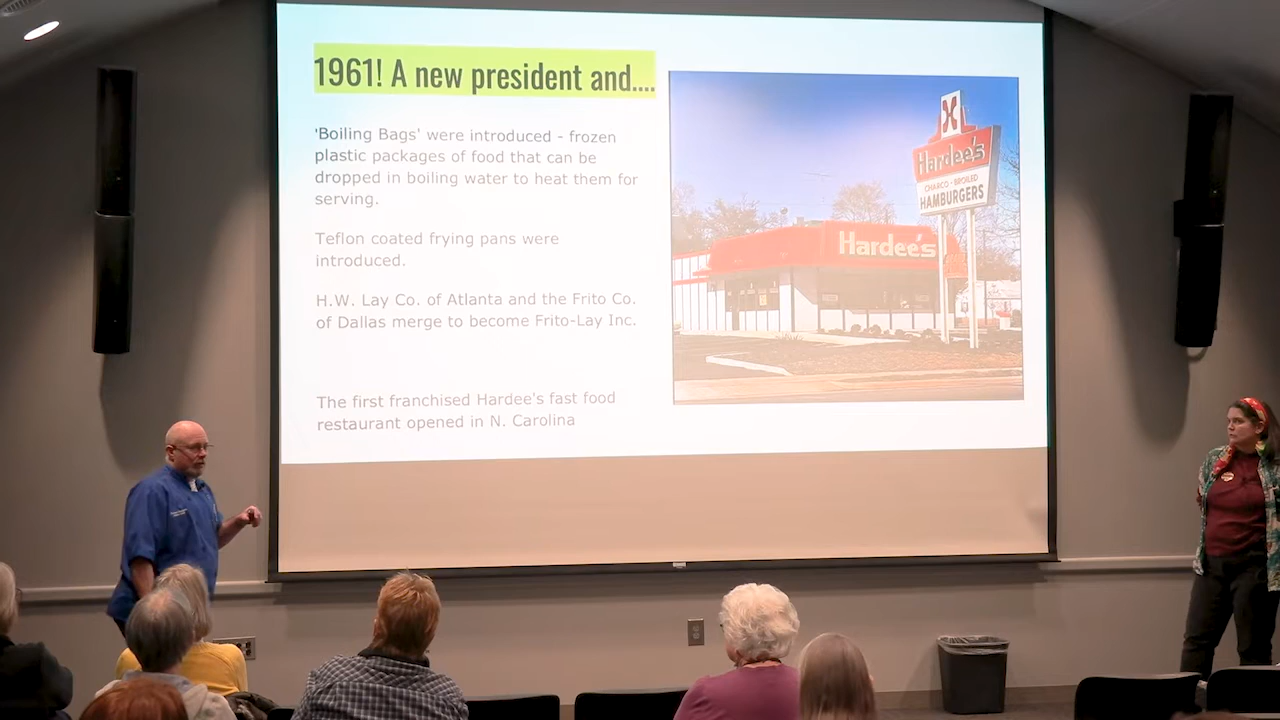 1961! A new president and....
'Boiling Bags' were introduced - frozen
plastic packages of food that can be
dropped in boiling water to heat them for
serving.
Teflon coated frying pans were
introduced.
H.W. Lay Co. of Atlanta and the Frito Co.
of Dallas merge to become Frito-Lay Inc.
The first franchised Hardee's fast food
restaurant opened in N. Carolina
H
Hardee's
CHARCO-BROILED
HAMBURGERS
Hardee's